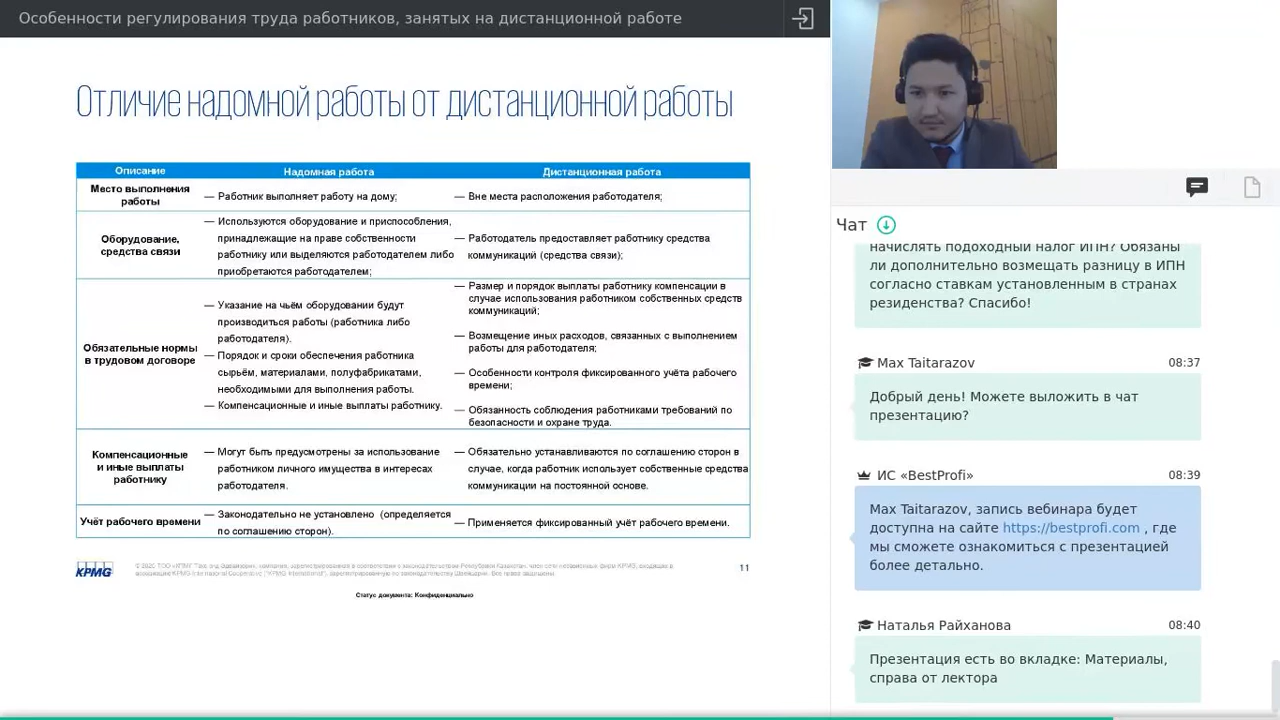 Особенности регулирования труда работников, занятых на дистанционной работе
Отличие надомной работы от дистанционной работы
Описание
Надомная работа
Дистанционная работа
Место выполнения
работы
— Работник выполняет работу на дому;
— Вне места расположения работодателя;
Оборудование,
средства связи
— Используются оборудование и приспособления,
принадлежащие на праве собственности
работнику или выделяются работодателем либо
приобретаются работодателем;
— Работодатель предоставляет работнику средства
коммуникаций (средства связи);
Обязательные нормы
в трудовом договоре
— Указание на чьём оборудовании будут
производиться работы (работника либо
работодателя).
— Порядок и сроки обеспечения работника
сырьём, материалами, полуфабрикатами,
необходимыми для выполнения работы.
— Компенсационные и иные выплаты работнику.
— Размер и порядок выплаты работнику компенсации в
случае использования работником собственных средств
коммуникаций;
— Возмещение иных расходов, связанных с выполнением
работы для работодателя;
— Особенности контроля фиксированного учёта рабочего
времени;
— Обязанность соблюдения работниками требований по
безопасности и охране труда.
Компенсационные
и иные выплаты
работнику
— Могут быть предусмотрены за использование
работником личного имущества в интересах
работодателя.
— Обязательно устанавливаются по соглашению сторон в
случае, когда работник использует собственные средства
коммуникации на постоянной основе.
Учёт рабочего времени
— Законодательно не установлено (определяется
по соглашению сторон).
— Применяется фиксированный учёт рабочего времени.
KPMG
11
Статус документа: Конфиденциально
Чат
начислять подоходный налог ИПН? Обязаны
ли дополнительно возмещать разницу в ИПН
согласно ставкам установленным в странах
резиденства? Спасибо!
Max Taitarazov 08:37
Добрый день! Можете выложить в чат
презентацию?
ИС «BestProfi» 08:39
Max Taitarazov, запись вебинара будет
доступна на сайте https://bestprofi.com , где
мы сможете ознакомиться с презентацией
более детально.
Наталья Райханова 08:40
Презентация есть во вкладке: Материалы,
справа от лектора